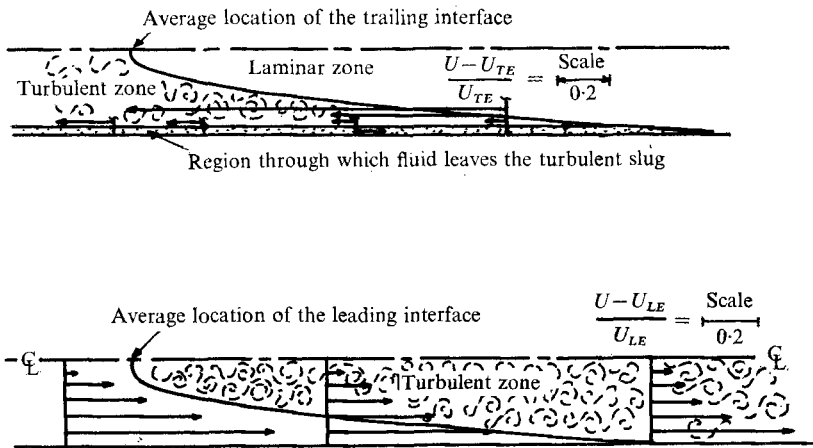 Average location of the trailing interface
Laminar zone
U−U_TE / U_TE = Scale 0·2
Turbulent zone
Region through which fluid leaves the turbulent slug
Average location of the leading interface
U−U_LE / U_LE = Scale 0·2
℄
℄
Turbulent zone